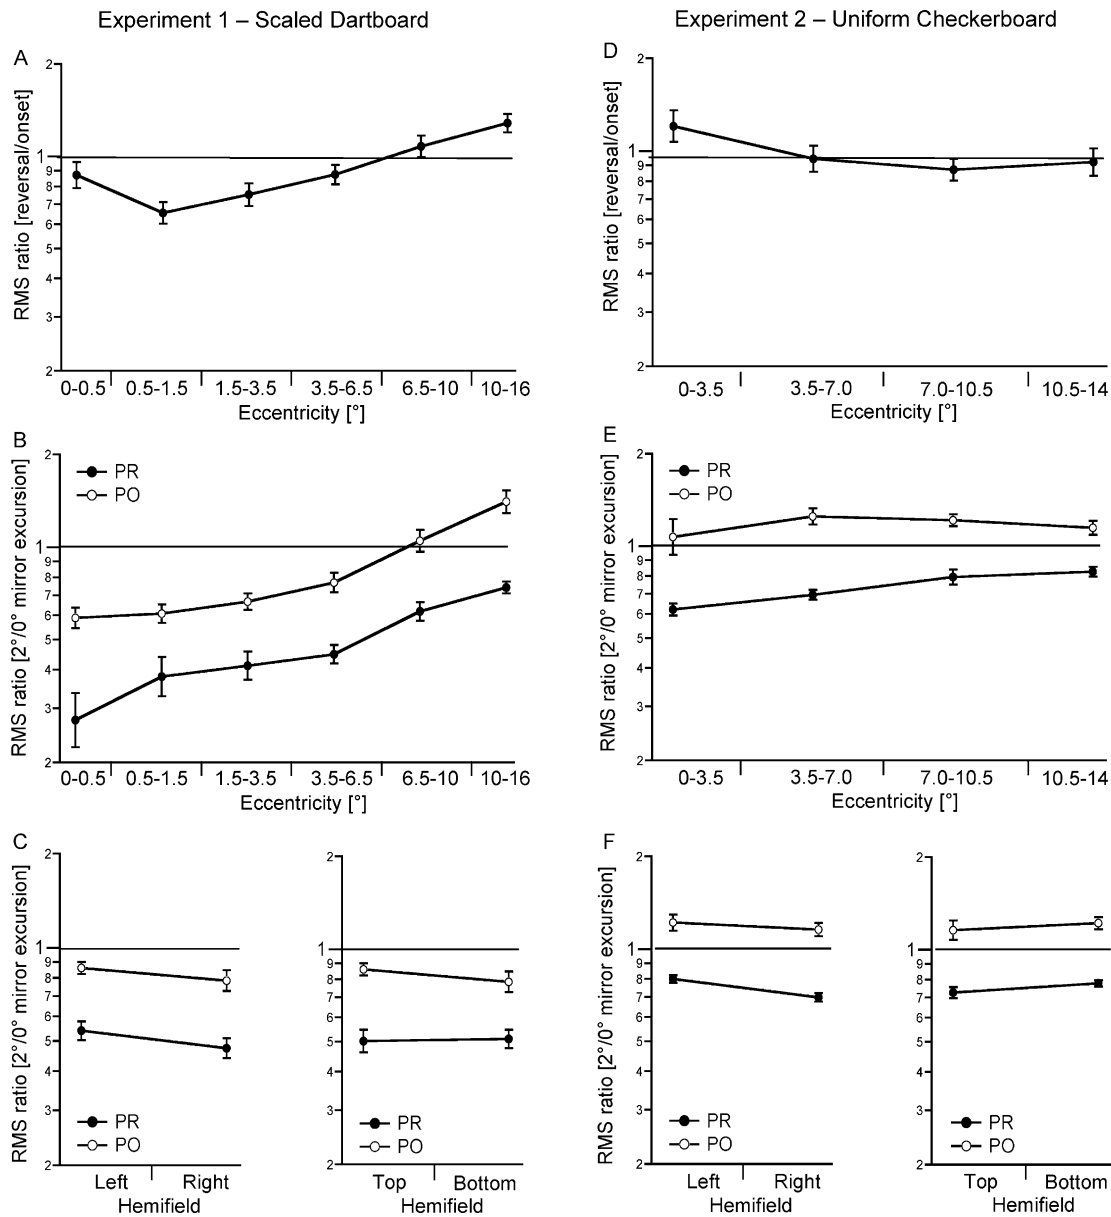 Experiment 1 – Scaled Dartboard
Experiment 2 – Uniform Checkerboard
A
RMS ratio [reversal/onset]
2
1
9
8
7
6
5
4
3
2
0-0.5 0.5-1.5 1.5-3.5 3.5-6.5 6.5-10 10-16
Eccentricity [°]
D
RMS ratio [reversal/onset]
2
1
9
8
7
6
5
4
3
2
0-3.5 3.5-7.0 7.0-10.5 10.5-14
Eccentricity [°]
B
RMS ratio [2°/0° mirror excursion]
PR
PO
2
1
9
8
7
6
5
4
3
2
0-0.5 0.5-1.5 1.5-3.5 3.5-6.5 6.5-10 10-16
Eccentricity [°]
E
RMS ratio [2°/0° mirror excursion]
PR
PO
2
1
9
8
7
6
5
4
3
2
0-3.5 3.5-7.0 7.0-10.5 10.5-14
Eccentricity [°]
C
RMS ratio [2°/0° mirror excursion]
2
1
9
8
7
6
5
4
3
2
PR
PO
Left Right
Hemifield
2
1
9
8
7
6
5
4
3
2
PR
PO
Top Bottom
Hemifield
F
RMS ratio [2°/0° mirror excursion]
2
1
9
8
7
6
5
4
3
2
PR
PO
Left Right
Hemifield
2
1
9
8
7
6
5
4
3
2
PR
PO
Top Bottom
Hemifield